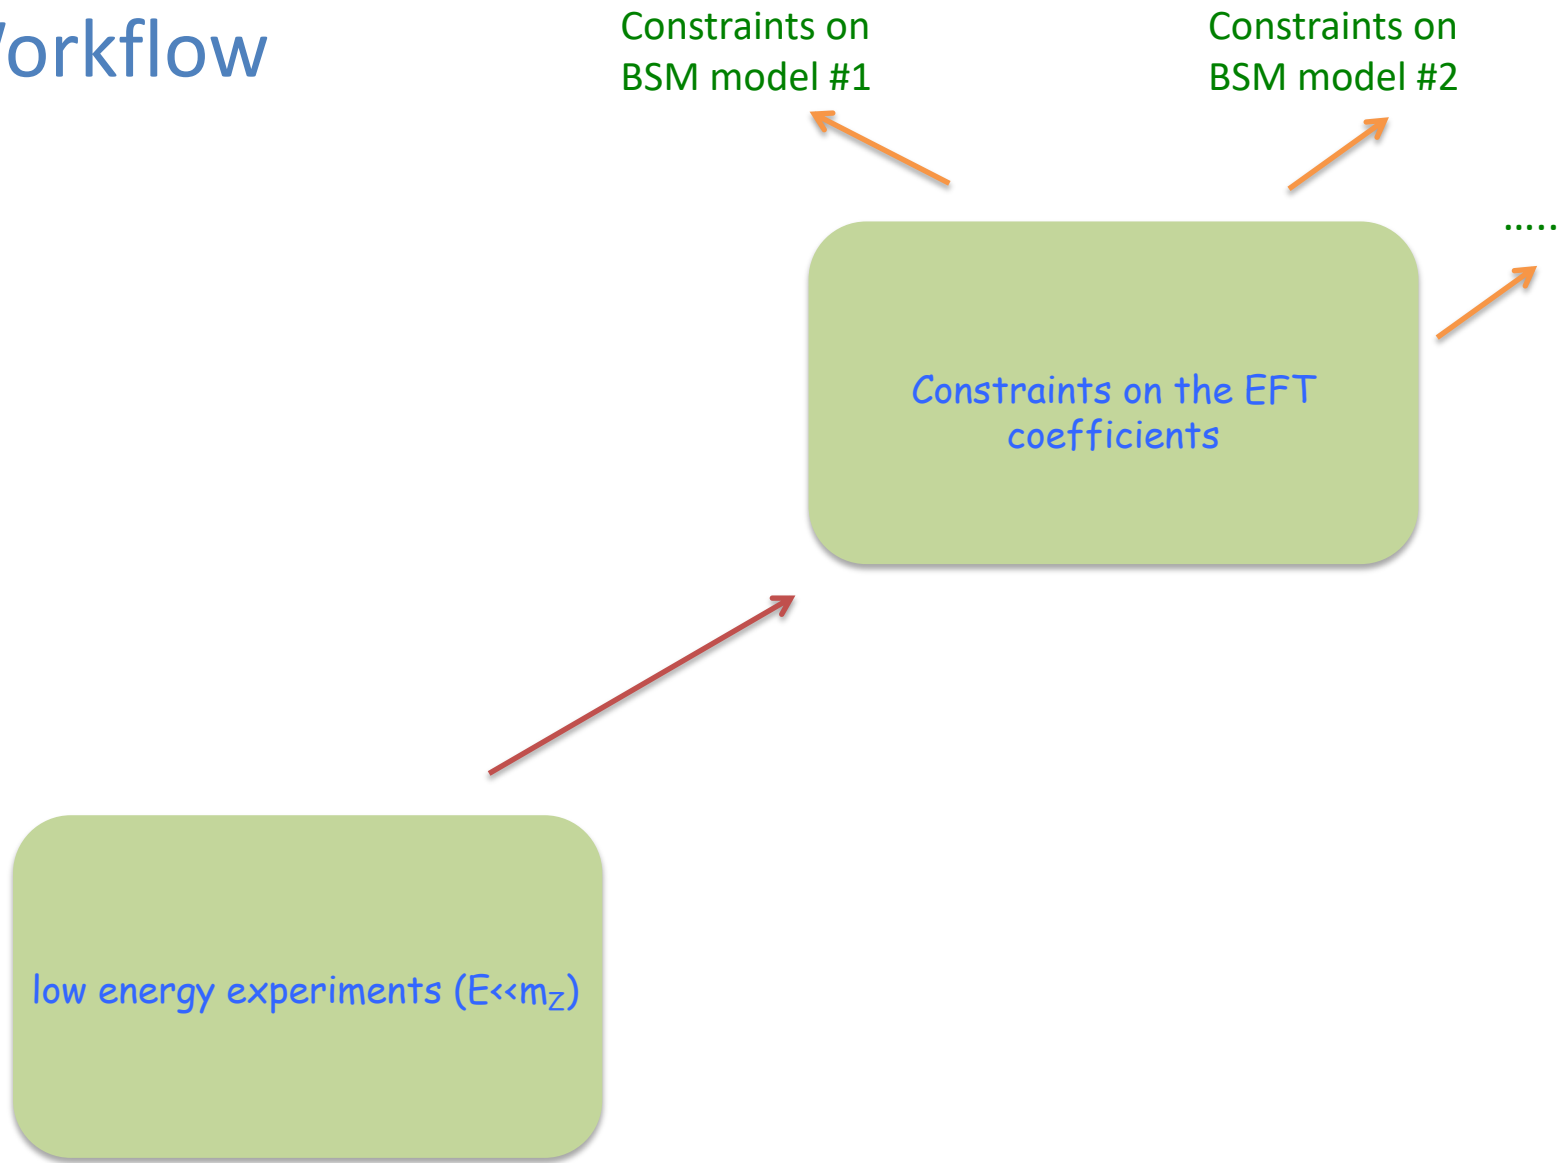 orkflow
Constraints on
BSM model #1
Constraints on
BSM model #2
.....
Constraints on the EFT
coefficients
low energy experiments (E<<mZ)